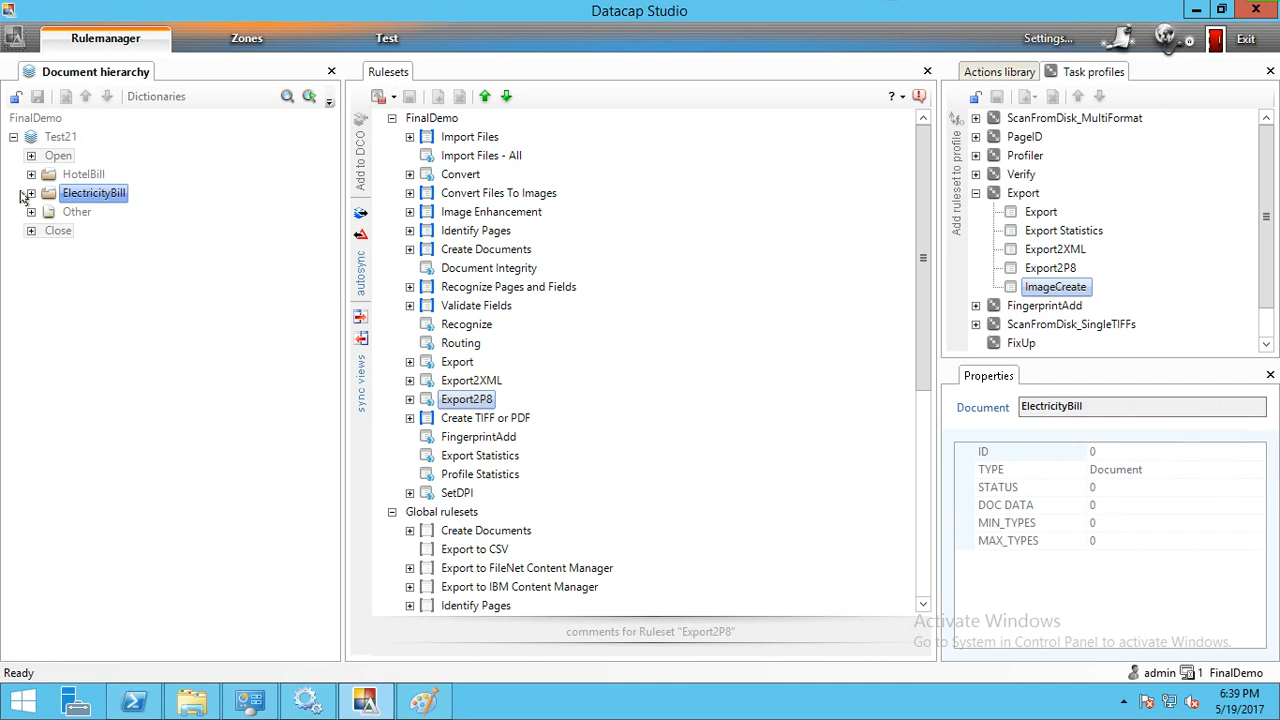 Datacap Studio
Rulemanager
Zones
Test
Settings...
Exit
Document hierarchy
Dictionaries
FinalDemo
Test21
Open
HotelBill
ElectricityBill
Other
Close
Rulesets
?
Add to DCO
autosync
sync views
FinalDemo
Import Files
Import Files - All
Convert
Convert Files To Images
Image Enhancement
Identify Pages
Create Documents
Document Integrity
Recognize Pages and Fields
Validate Fields
Recognize
Routing
Export
Export2XML
Export2P8
Create TIFF or PDF
FingerprintAdd
Export Statistics
Profile Statistics
SetDPI
Global rulesets
Create Documents
Export to CSV
Export to FileNet Content Manager
Export to IBM Content Manager
Identify Pages
comments for Ruleset "Export2P8"
Actions library
Task profiles
Add ruleset to profile
ScanFromDisk_MultiFormat
PageID
Profiler
Verify
Export
Export
Export Statistics
Export2XML
Export2P8
ImageCreate
FingerprintAdd
ScanFromDisk_SingleTIFFs
FixUp
Properties
Document ElectricityBill
ID 0
TYPE Document
STATUS 0
DOC DATA 0
MIN_TYPES 0
MAX_TYPES 0
Activate Windows
Go to System in Control Panel to activate Windows.
Ready
admin 1 FinalDemo
6:39 PM
5/19/2017